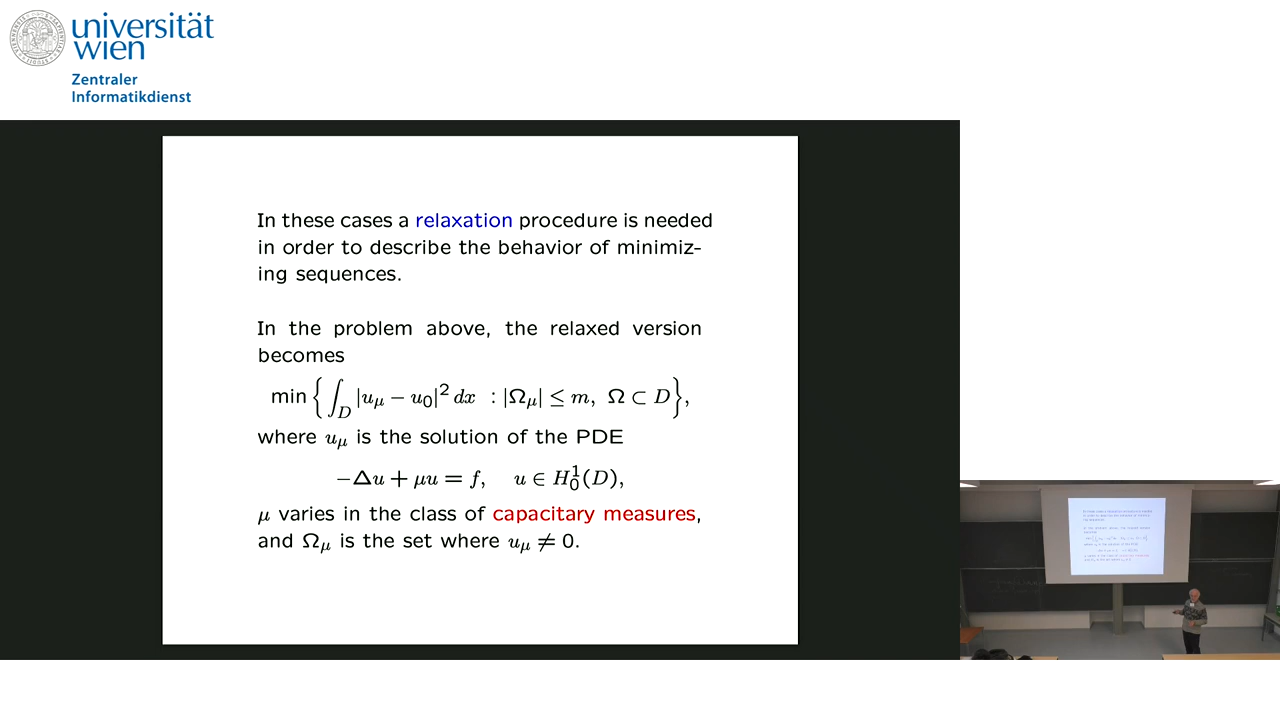 universität
wien
Zentraler
Informatikdienst
In these cases a relaxation procedure is needed
in order to describe the behavior of minimiz-
ing sequences.
In the problem above, the relaxed version
becomes
min { ∫_D |u_μ − u_0|² dx : |Ω_μ| ≤ m, Ω ⊂ D },
where u_μ is the solution of the PDE
−Δu + μu = f, u ∈ H_0^1(D),
μ varies in the class of capacitary measures,
and Ω_μ is the set where u_μ ≠ 0.